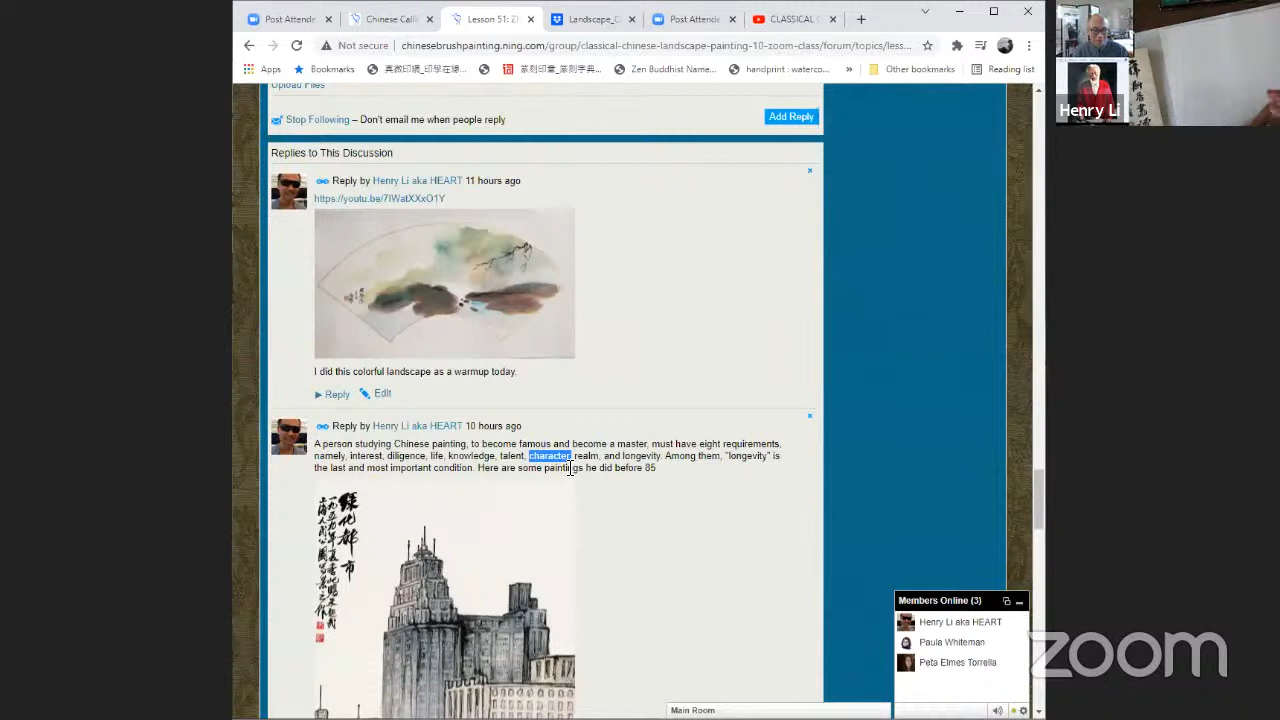 Post Attende
Chinese Calli
Lesson 51: Z
Landscape_C
Post Attende
CLASSICAL
Not secure
inesebrushpainting.ning.com/group/classical-chinese-landscape-painting-10-zoom-class/forum/topics/less...
Apps
Bookmarks
Zen Buddhist Name...
handprint : waterco...
»
Other bookmarks
Reading list
Upload Files
Stop Following – Don't email me when people reply
Add Reply
Replies to This Discussion
Reply by Henry Li aka HEART 11 hours ago
https://youtu.be/7IWatXXxO1Y
I did this colorful landscape as a warmup today.
Reply
Edit
Reply by Henry Li aka HEART 10 hours ago
A person studying Chinese painting, to become famous and become a master, must have eight requirements,
namely, interest, diligence, life, knowledge, talent, character, realm, and longevity. Among them, "longevity" is
the last and most important condition. Here are some paintings he did before 85
綠化都市
Members Online (3)
Henry Li aka HEART
Paula Whiteman
Peta Elmes Torrella
Main Room
Henry Li
zoom